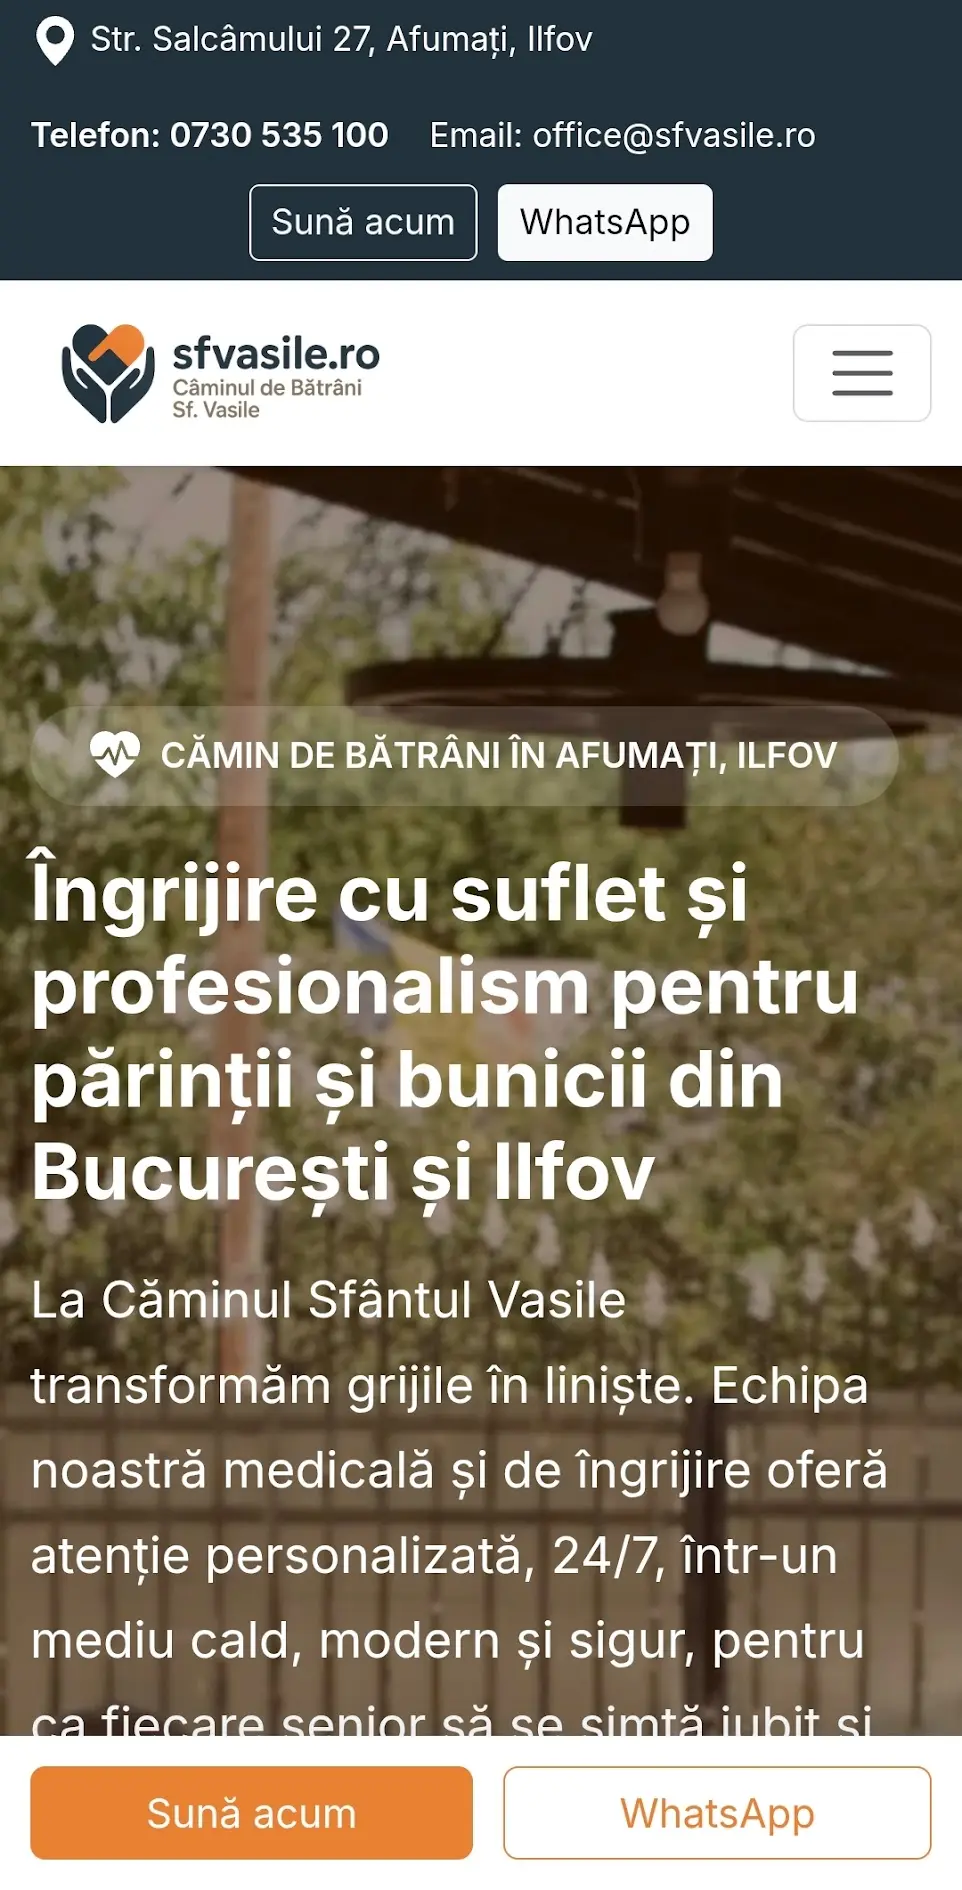 Str. Salcâmului 27, Afumați, Ilfov
Telefon: 0730 535 100 Email: office@sfvasile.ro
Sună acum WhatsApp
sfvasile.ro
Câminul de Bătrâni
Sf. Vasile
CĂMIN DE BĂTRÂNI ÎN AFUMAȚI, ILFOV
Îngrijire cu suflet și
profesionalism pentru
părinții și bunicii din
București și Ilfov
La Căminul Sfântul Vasile
transformăm grijile în liniște. Echipa
noastră medicală și de îngrijire oferă
atenție personalizată, 24/7, într-un
mediu cald, modern și sigur, pentru
ca fiecare senior să se simtă iubit și
Sună acum WhatsApp